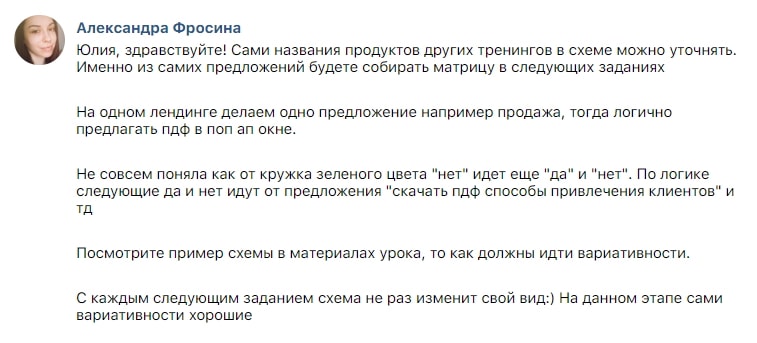 Александра Фросина
Юлия, здравствуйте! Сами названия продуктов других тренингов в схеме можно уточнять.
Именно из самих предложений будете собирать матрицу в следующих заданиях
На одном лендинге делаем одно предложение например продажа, тогда логично
предлагать пдф в поп ап окне.
Не совсем поняла как от кружка зеленого цвета "нет" идет еще "да" и "нет". По логике
следующие да и нет идут от предложения "скачать пдф способы привлечения клиентов" и
тд
Посмотрите пример схемы в материалах урока, то как должны идти вариативности.
С каждым следующим заданием схема не раз изменит свой вид:) На данном этапе сами
вариативности хорошие